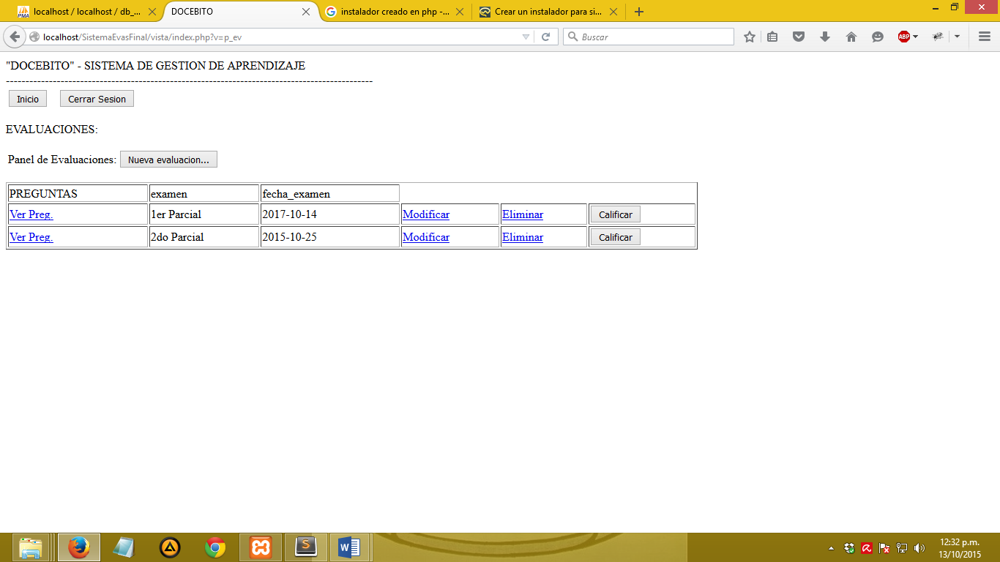 localhost / localhost / db_...
DOCEBITO
instalador creado en php -...
Crear un instalador para si...
localhost/SistemaEvasFinal/vista/index.php?v=p_ev
Buscar
ABP
"DOCEBITO" - SISTEMA DE GESTION DE APRENDIZAJE
----------------------------------------------------------------------------------------------
Inicio Cerrar Sesion
EVALUACIONES:
Panel de Evaluaciones: Nueva evaluacion...
PREGUNTAS examen fecha_examen
Ver Preg. 1er Parcial 2017-10-14 Modificar Eliminar Calificar
Ver Preg. 2do Parcial 2015-10-25 Modificar Eliminar Calificar
12:32 p.m.
13/10/2015